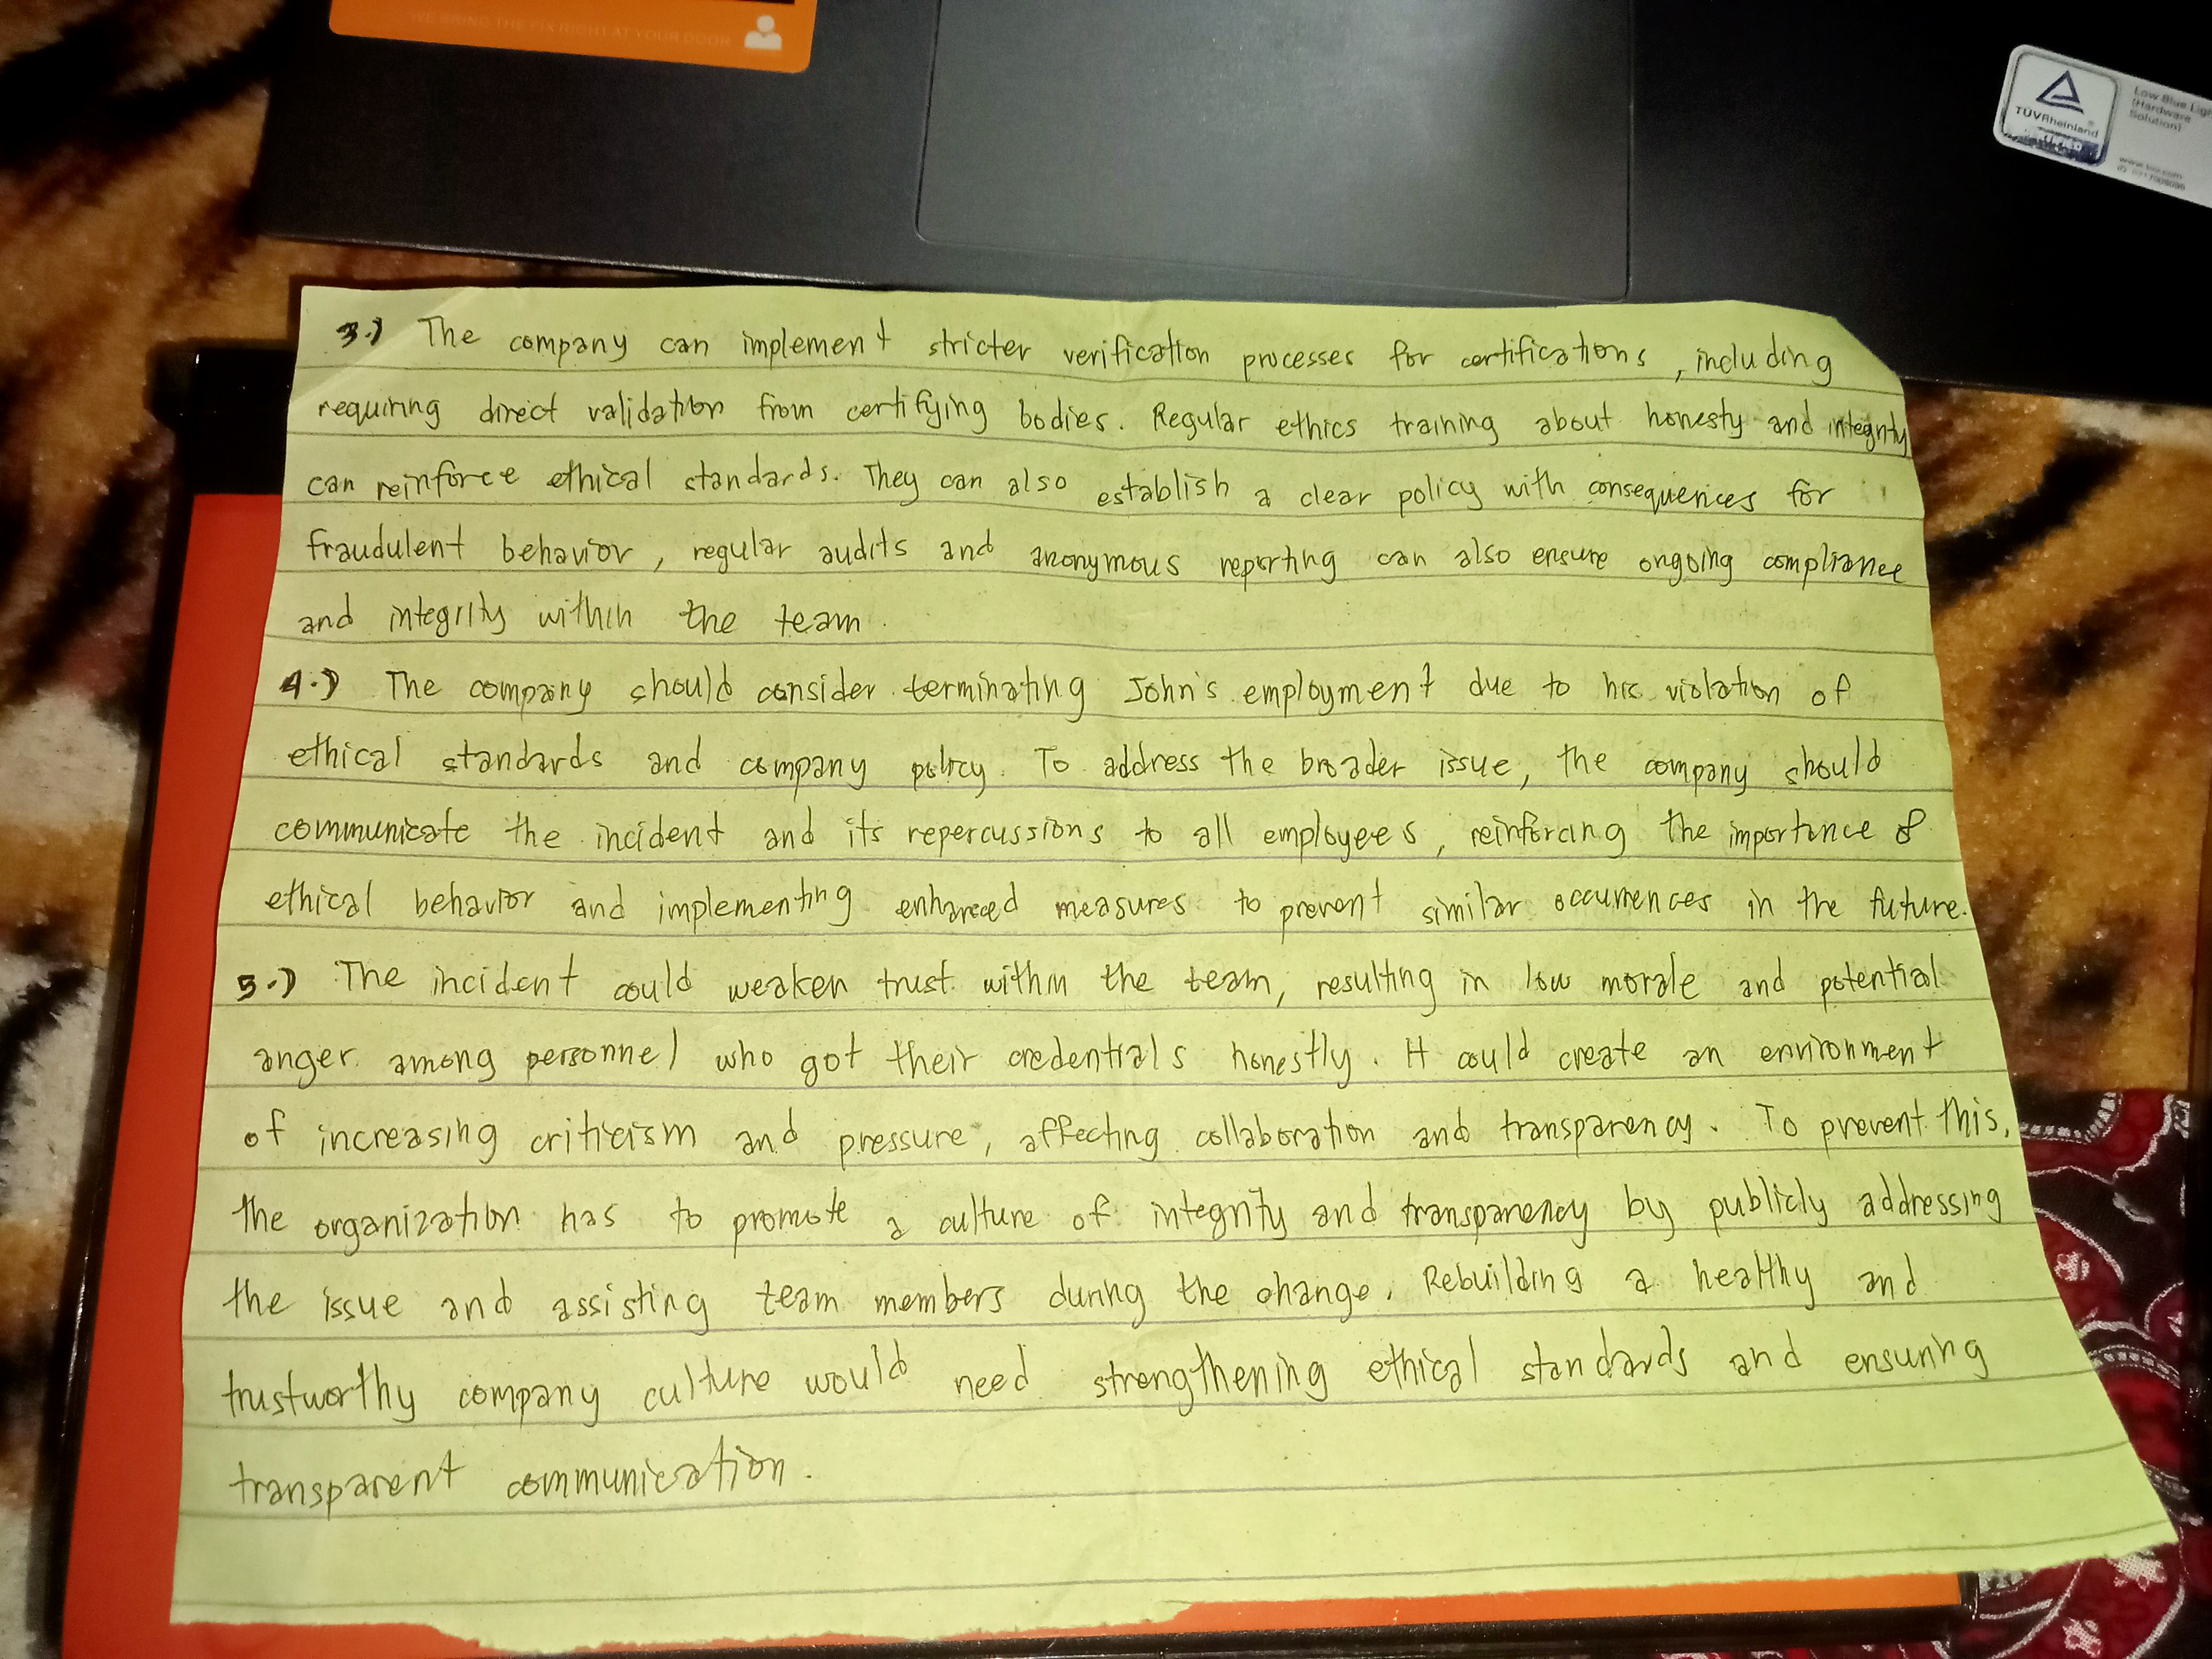 WE BRING THE FIX RIGHT AT YOUR DOOR
TÜVRheinland
Low Blue Light
(Hardware
Solution)
3.) The company can implement stricter verification processes for certifications, including
requiring direct validation from certifying bodies. Regular ethics training about honesty and integrity
can reinforce ethical standards. They can also establish a clear policy with consequences for
fraudulent behavior, regular audits and anonymous reporting can also ensure ongoing compliance
and integrity within the team.
4.) The company should consider terminating John's employment due to his violation of
ethical standards and company policy. To address the broader issue, the company should
communicate the incident and its repercussions to all employees, reinforcing the importance of
ethical behavior and implementing enhanced measures to prevent similar occurrences in the future.
5.) The incident could weaken trust within the team, resulting in low morale and potential
anger among personnel who got their credentials honestly. It could create an environment
of increasing criticism and pressure, affecting collaboration and transparency. To prevent this,
the organization has to promote a culture of integrity and transparency by publicly addressing
the issue and assisting team members during the change. Rebuilding a healthy and
trustworthy company culture would need strengthening ethical standards and ensuring
transparent communication.